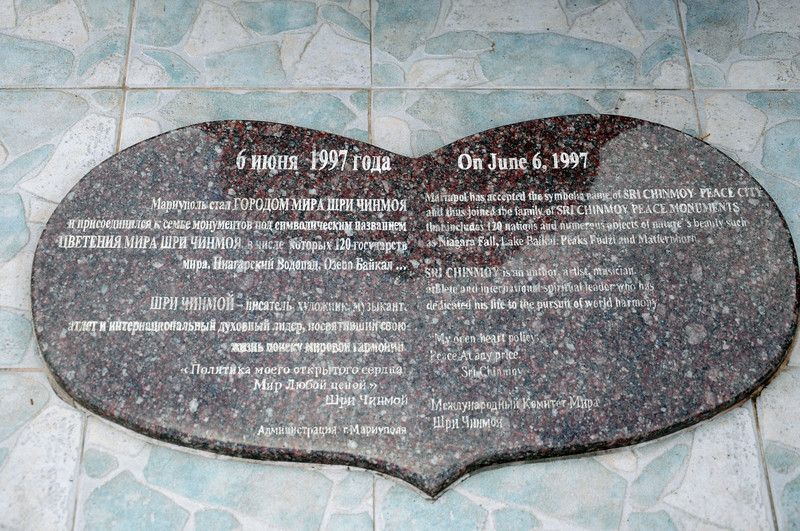 6 июня 1997 года
Мариуполь стал ГОРОДОМ МИРА ШРИ ЧИНМОЯ
и присоединился к семье монументов под символическим названием
ЦВЕТЕНИЯ МИРА ШРИ ЧИНМОЯ, в числе которых 120 государств
мира, Ниагарский Водопад, Озеро Байкал ...
ШРИ ЧИНМОЙ - писатель, художник, музыкант,
атлет и интернациональный духовный лидер, посвятивший свою
жизнь поиску мировой гармонии.
«Политика моего открытого сердца
Мир Любой ценой»
Шри Чинмой
Администрация г. Мариуполя
On June 6, 1997
Mariupol has accepted the symbolic name of SRI CHINMOY PEACE CITY
and thus joined the family of SRI CHINMOY PEACE MONUMENTS
that includes 120 nations and numerous objects of nature`s beauty such
as Niagara Fall, Lake Baikal, Peaks Fudzi and Matternhorn.
SRI CHINMOY is an author, artist, musician,
athlete and international spiritual leader who has
dedicated his life to the pursuit of world harmony.
My open heart policy:
Peace At any price
Sri Chinmoy
Международный Комитет Мира
Шри Чинмоя